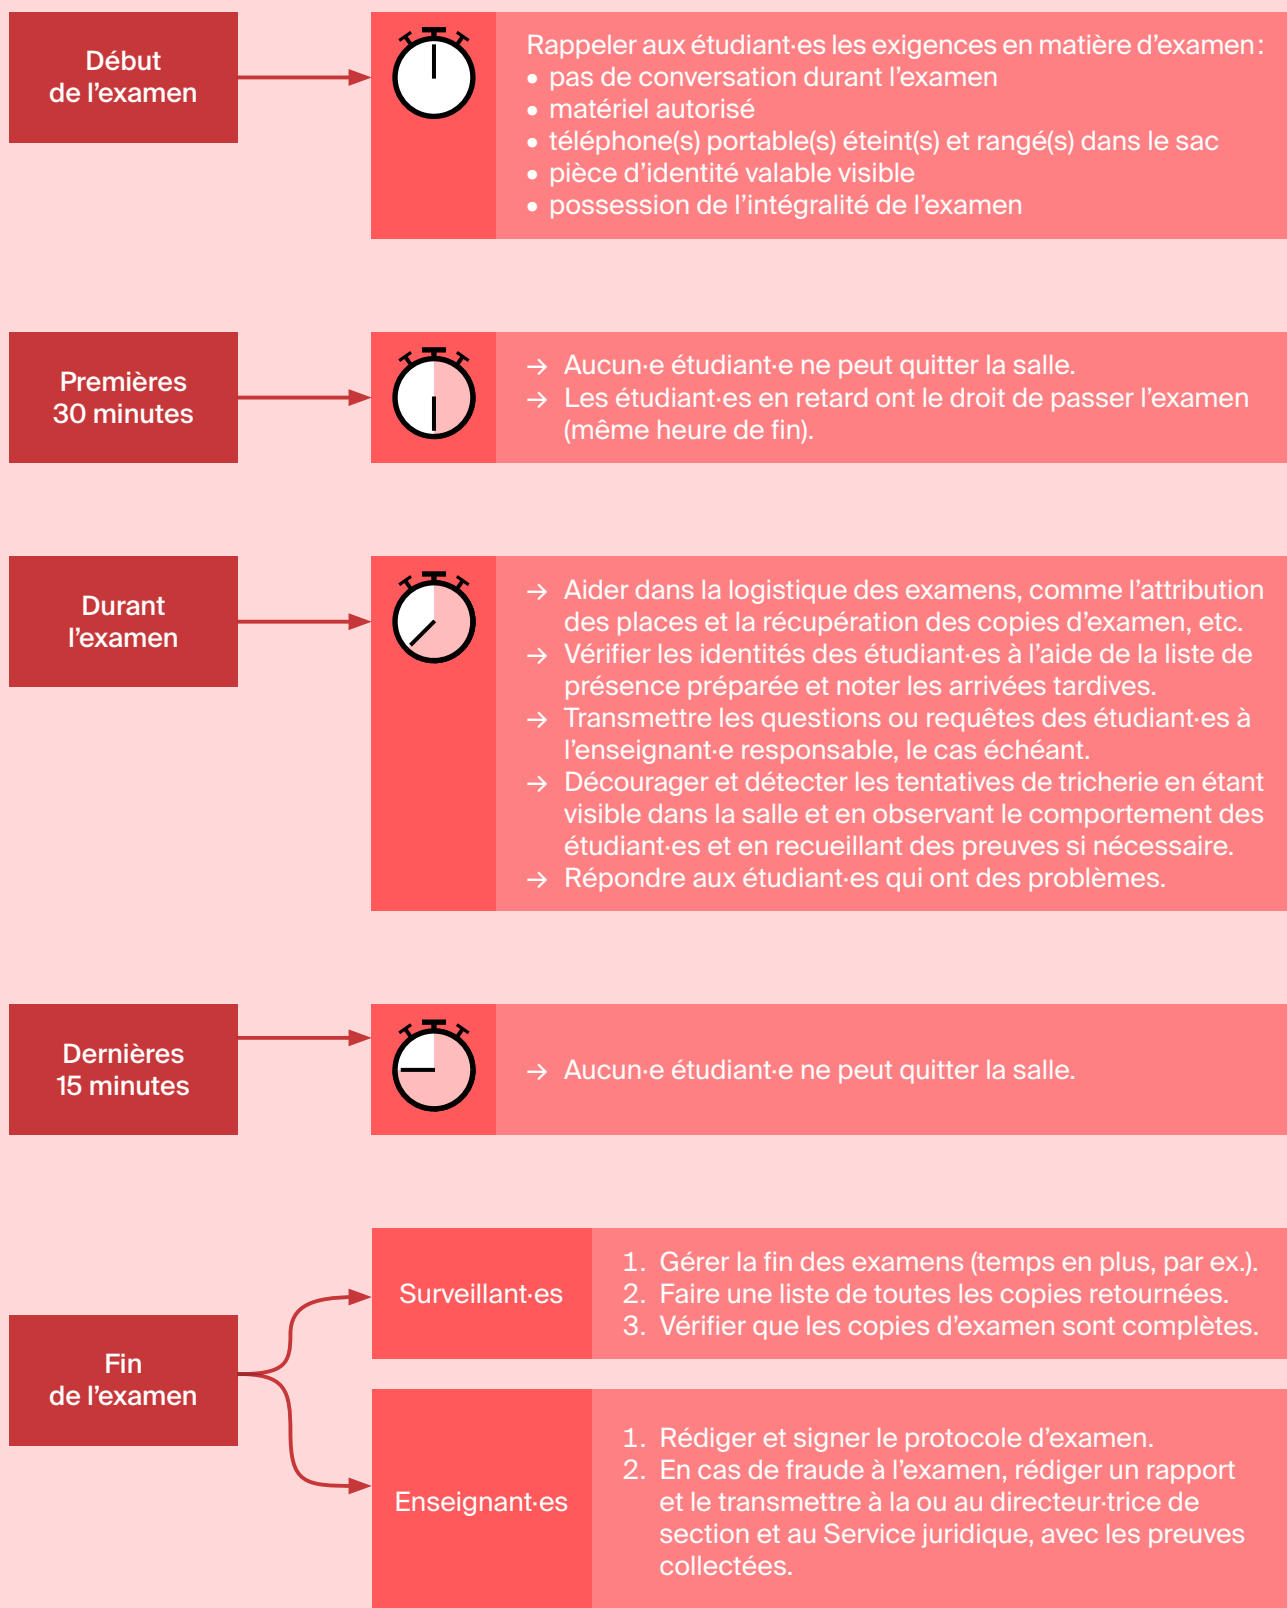 Début
de l’examen
Rappeler aux étudiant·es les exigences en matière d’examen :
• pas de conversation durant l’examen
• matériel autorisé
• téléphone(s) portable(s) éteint(s) et rangé(s) dans le sac
• pièce d’identité valable visible
• possession de l’intégralité de l’examen
Premières
30 minutes
→ Aucun·e étudiant·e ne peut quitter la salle.
→ Les étudiant·es en retard ont le droit de passer l’examen
(même heure de fin).
Durant
l’examen
→ Aider dans la logistique des examens, comme l’attribution
des places et la récupération des copies d’examen, etc.
→ Vérifier les identités des étudiant·es à l’aide de la liste de
présence préparée et noter les arrivées tardives.
→ Transmettre les questions ou requêtes des étudiant·es à
l’enseignant·e responsable, le cas échéant.
→ Décourager et détecter les tentatives de tricherie en étant
visible dans la salle et en observant le comportement des
étudiant·es et en recueillant des preuves si nécessaire.
→ Répondre aux étudiant·es qui ont des problèmes.
Dernières
15 minutes
→ Aucun·e étudiant·e ne peut quitter la salle.
Fin
de l’examen
Surveillant·es
1. Gérer la fin des examens (temps en plus, par ex.).
2. Faire une liste de toutes les copies retournées.
3. Vérifier que les copies d’examen sont complètes.
Enseignant·es
1. Rédiger et signer le protocole d’examen.
2. En cas de fraude à l’examen, rédiger un rapport
et le transmettre à la ou au directeur·trice de
section et au Service juridique, avec les preuves
collectées.